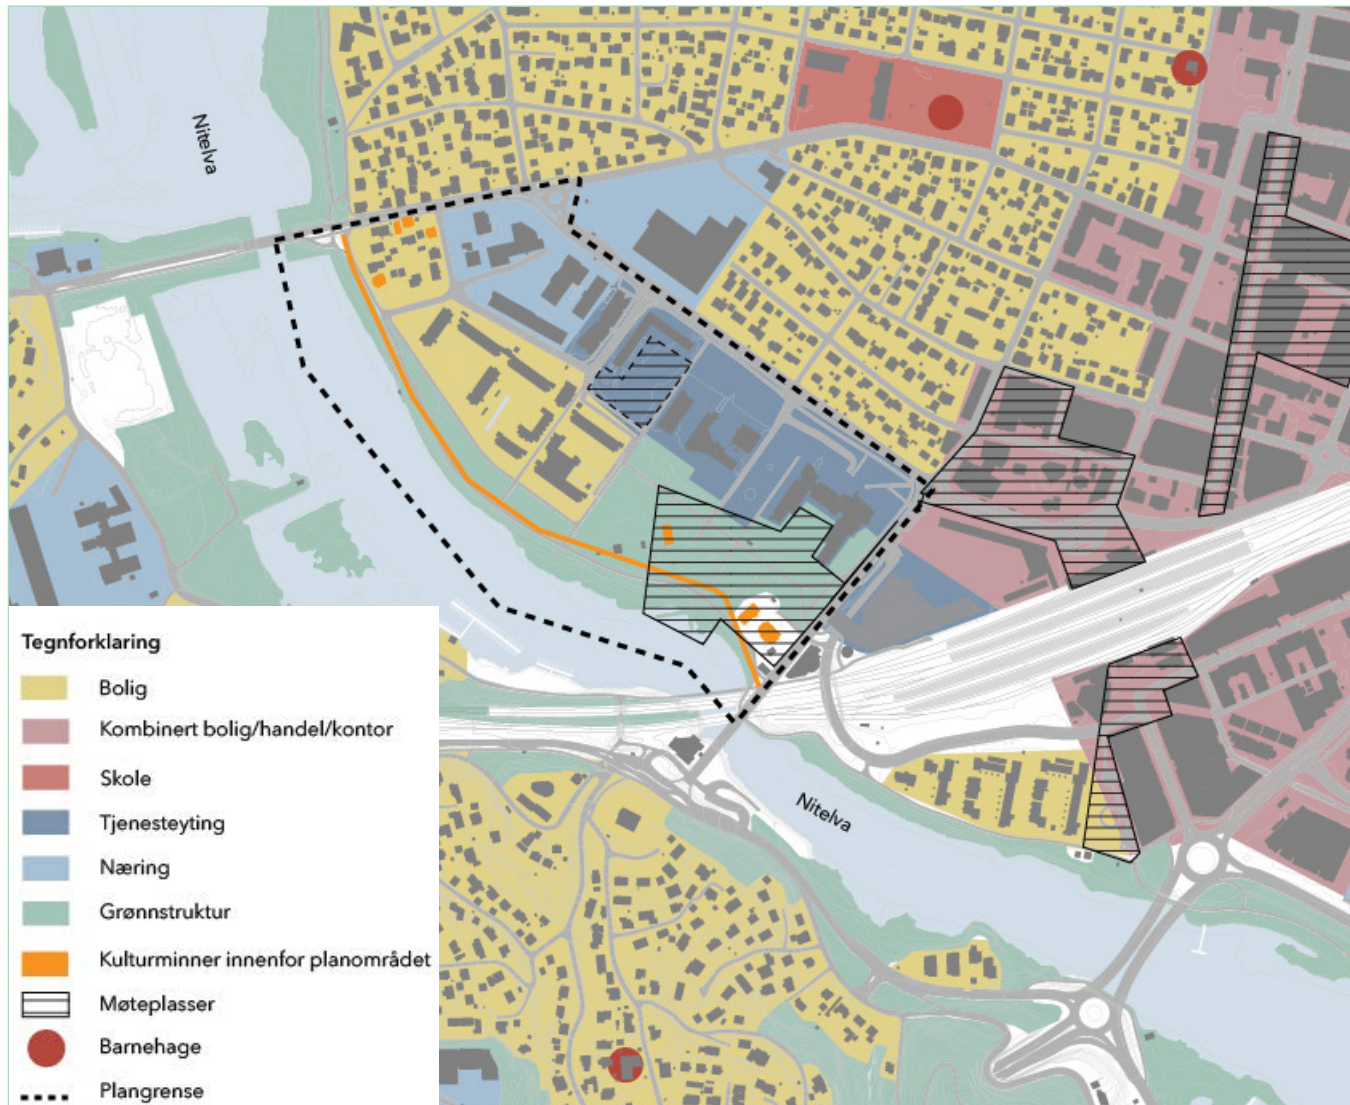 Nitelva
Nitelva
Tegnforklaring
Bolig
Kombinert bolig/handel/kontor
Skole
Tjenesteyting
Næring
Grønnstruktur
Kulturminner innenfor planområdet
Møteplasser
Barnehage
Plangrense